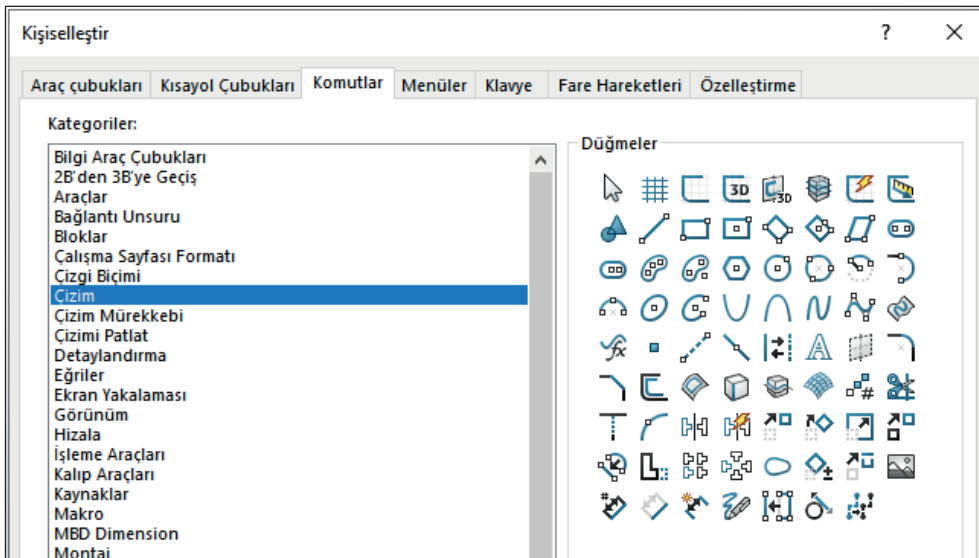 Kişiselleştir
Araç çubukları Kısayol Çubukları Komutlar Menüler Klavye Fare Hareketleri Özelleştirme
Kategoriler:
Bilgi Araç Çubukları
2B'den 3B'ye Geçiş
Araçlar
Bağlantı Unsuru
Bloklar
Çalışma Sayfası Formatı
Çizgi Biçimi
Çizim
Çizim Mürekkebi
Çizimi Patlat
Detaylandırma
Eğriler
Ekran Yakalaması
Görünüm
Hizala
İşleme Araçları
Kalıp Araçları
Kaynaklar
Makro
MBD Dimension
Montaj
Düğmeler